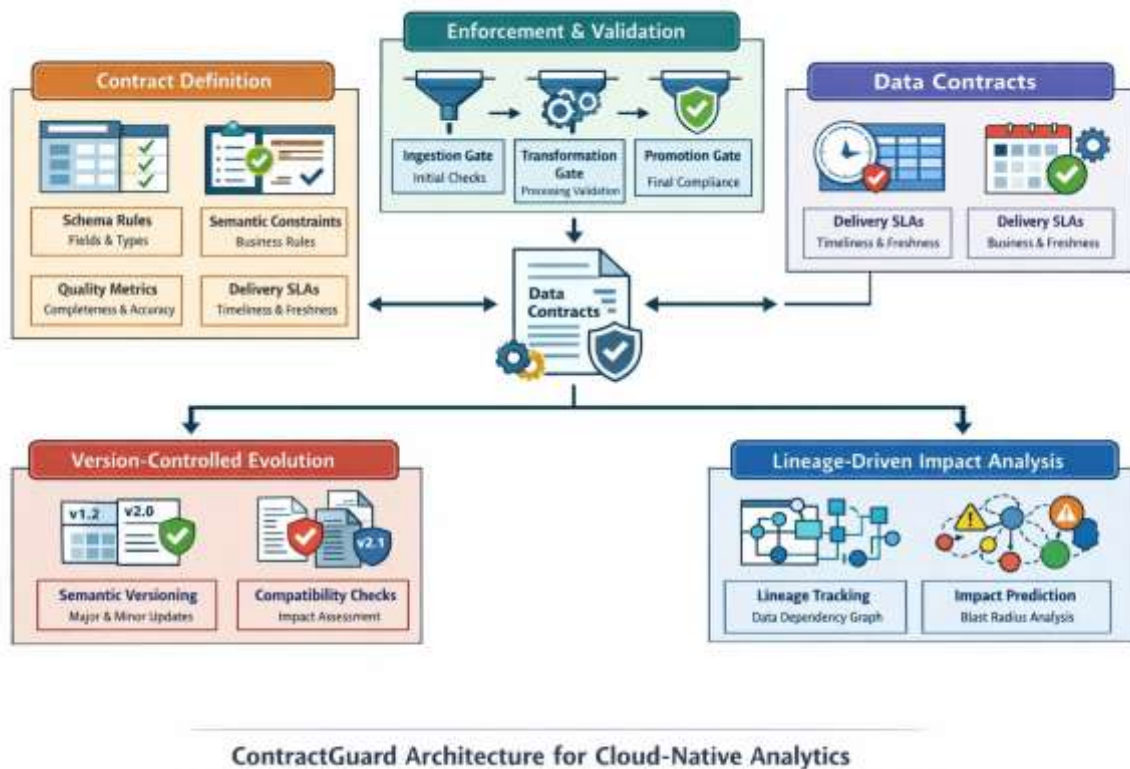 Enforcement & Validation
Ingestion Gate
Initial Checks
Transformation
Gate
Processing Validation
Promotion Gate
Final Compliance
Contract Definition
Schema Rules
Fields & Types
Semantic Constraints
Business Rules
Quality Metrics
Completeness & Accuracy
Delivery SLAs
Timeliness & Freshness
Data Contracts
Delivery SLAs
Timeliness & Freshness
Delivery SLAs
Business & Freshness
Data
Contracts
Version-Controlled Evolution
v1.2
v2.0
v2.1
Semantic Versioning
Major & Minor Updates
Compatibility Checks
Impact Assessment
Lineage-Driven Impact Analysis
Lineage Tracking
Data Dependency Graph
Impact Prediction
Blast Radius Analysis
ContractGuard Architecture for Cloud-Native Analytics